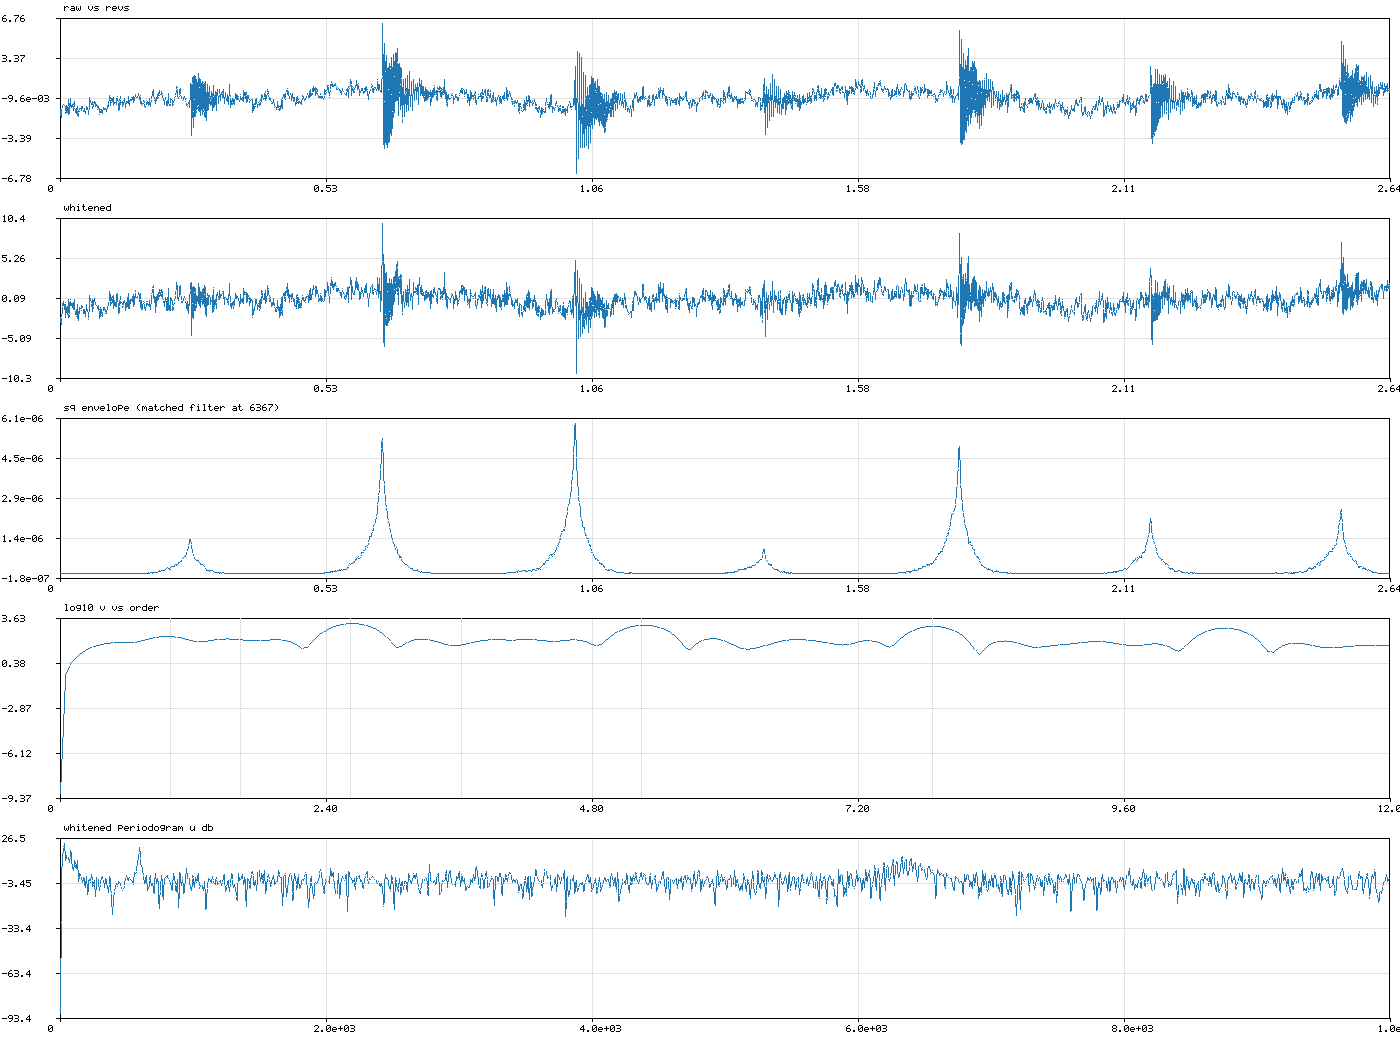 raw vs revs
6.76
3.37
-9.6e-03
-3.39
-6.78
0 0.53 1.06 1.58 2.11 2.64
whitened
10.4
5.26
0.09
-5.09
-10.3
0 0.53 1.06 1.58 2.11 2.64
sq envelope (matched filter at 6367)
6.1e-06
4.5e-06
2.9e-06
1.4e-06
-1.8e-07
0 0.53 1.06 1.58 2.11 2.64
log10 v vs order
3.63
0.38
-2.87
-6.12
-9.37
0 2.40 4.80 7.20 9.60 12.0
whitened periodogram u db
26.5
-3.45
-33.4
-63.4
-93.4
0 2.0e+03 4.0e+03 6.0e+03 8.0e+03 1.0e